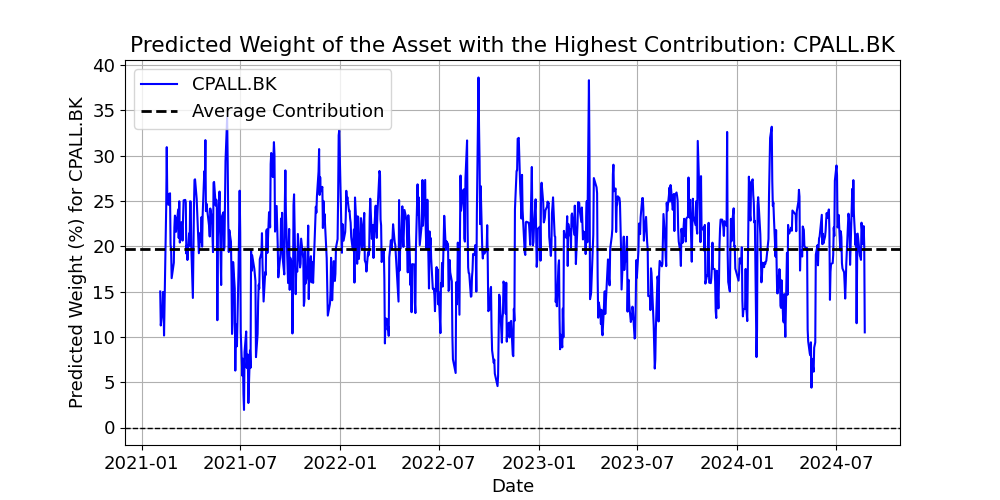 Predicted Weight of the Asset with the Highest Contribution: CPALL.BK
CPALL.BK
Average Contribution
Predicted Weight (%) for CPALL.BK
40
35
30
25
20
15
10
5
0
2021-01 2021-07 2022-01 2022-07 2023-01 2023-07 2024-01 2024-07
Date